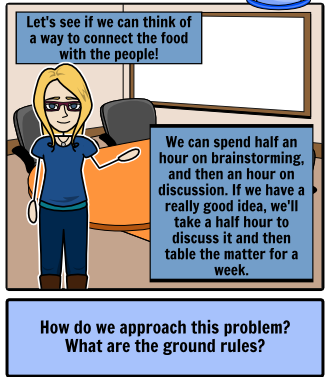 Let's see if we can think of
a way to connect the food
with the people!
We can spend half an
hour on brainstorming,
and then an hour on
discussion. If we have a
really good idea, we'll
take a half hour to
discuss it and then
table the matter for a
week.
How do we approach this problem?
What are the ground rules?